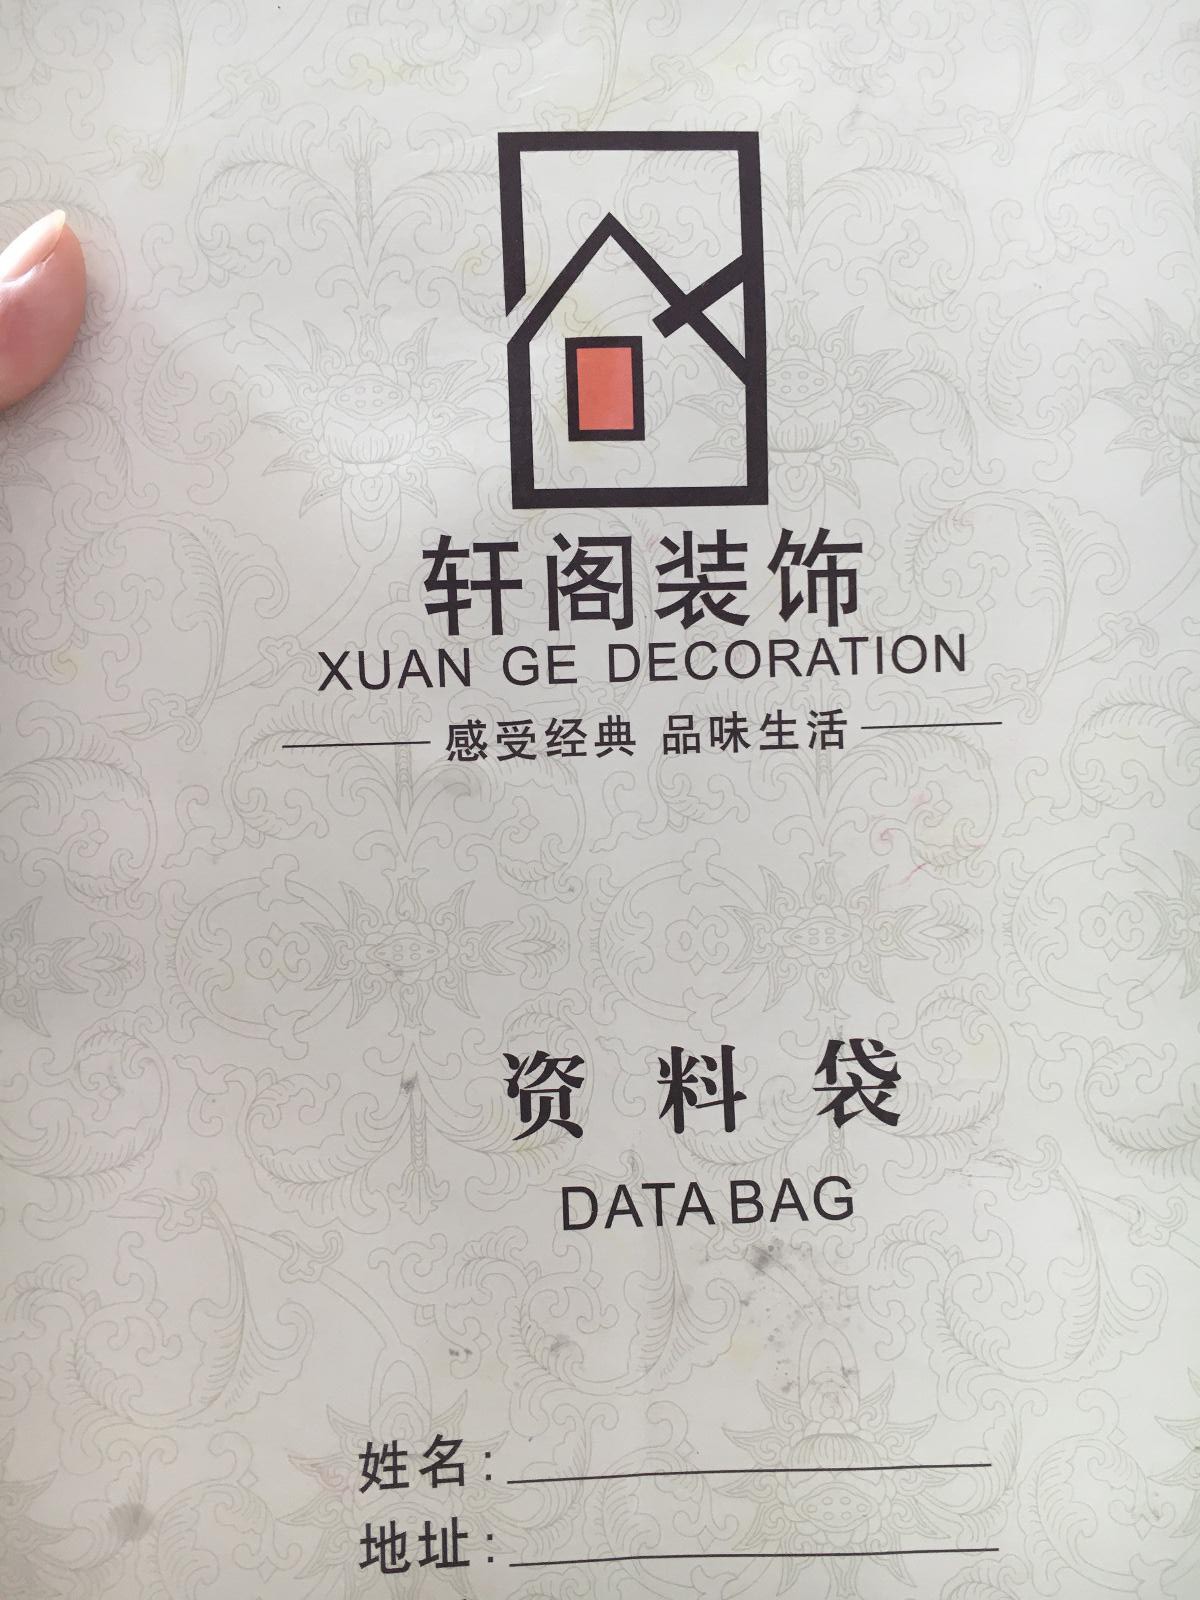 轩阁装饰
XUAN GE DECORATION
感受经典 品味生活
资料袋
DATA BAG
姓名:
地址: